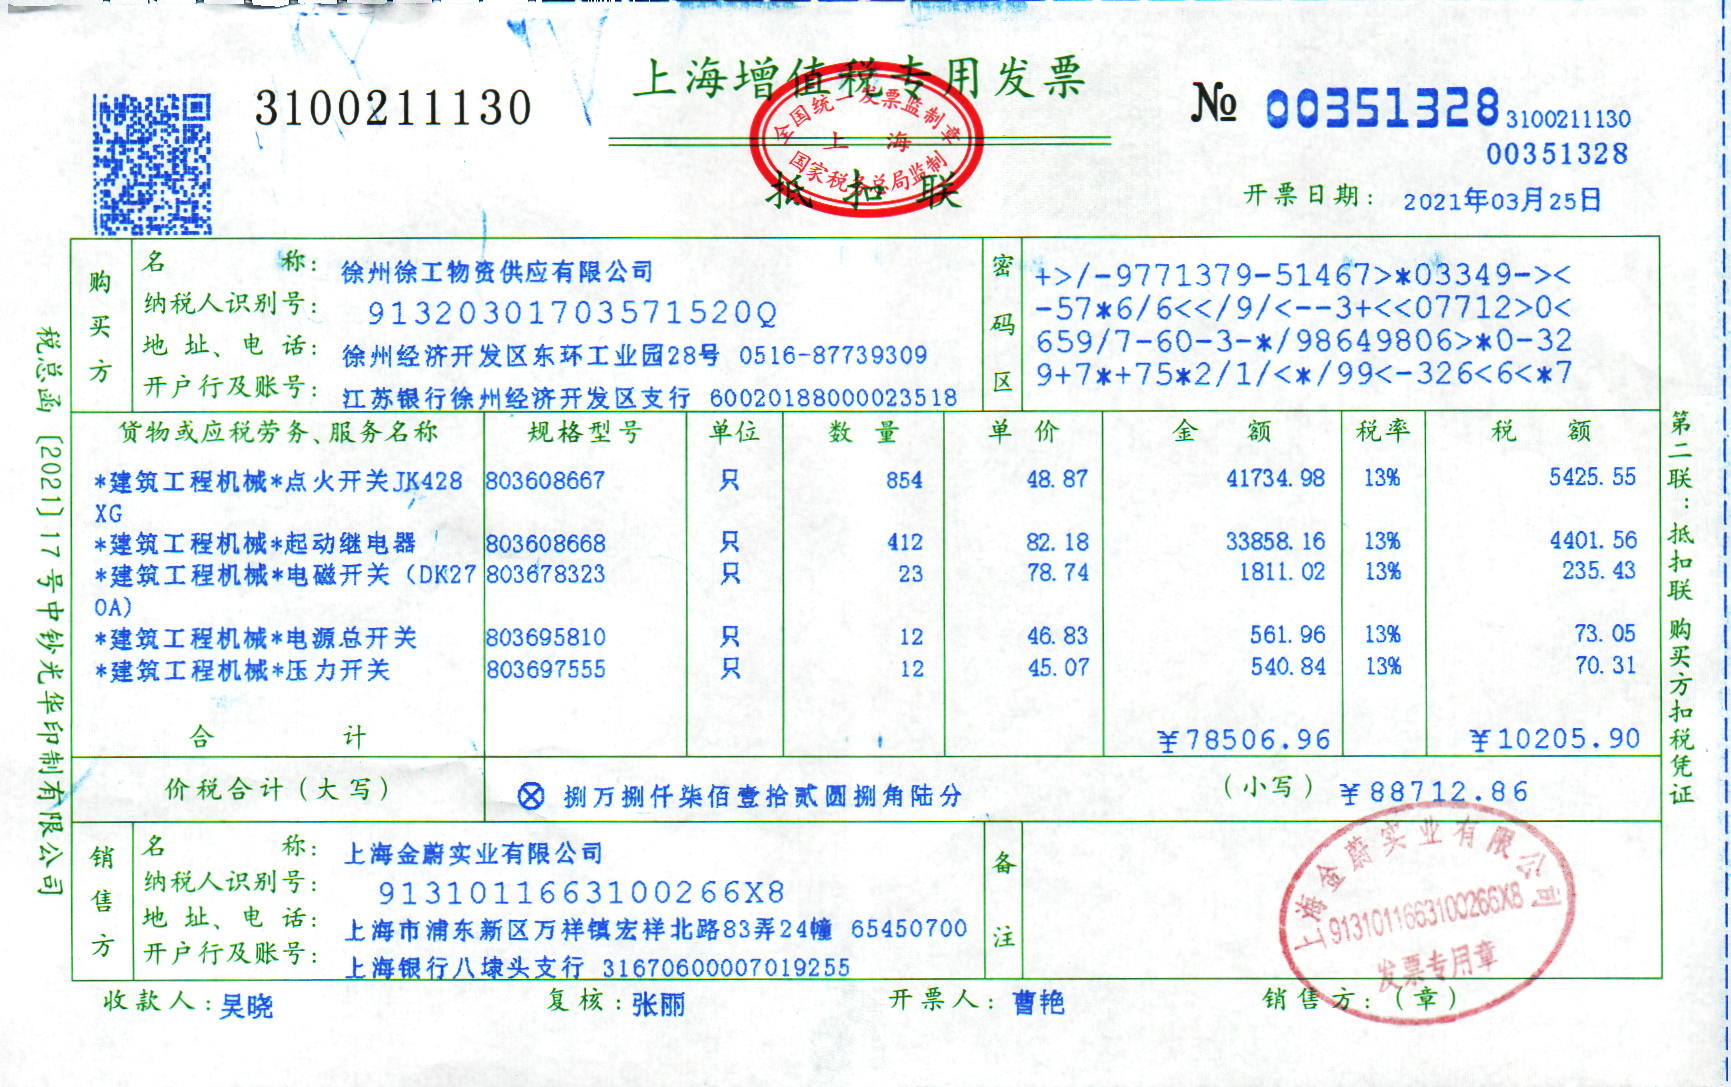 上海增值税专用发票
3100211130
全国统一发票监制章
上海
国家税务总局监制
抵扣联
№ 00351328
3100211130
00351328
开票日期: 2021年03月25日
税总函〔2021〕17号中钞光华印制有限公司
购买方
名称: 徐州徐工物资供应有限公司
纳税人识别号: 91320301703571520Q
地址、电话: 徐州经济开发区东环工业园28号 0516-87739309
开户行及账号: 江苏银行徐州经济开发区支行 60020188000023518
密码区
+>/-9771379-51467>*03349-><
-57*6/6<</9/<--3+<<07712>0<
659/7-60-3-*/98649806>*0-32
9+7*+75*2/1/<*/99<-326<6<*7
货物或应税劳务、服务名称 规格型号 单位 数量 单价 金额 税率 税额
*建筑工程机械*点火开关JK428 803608667 只 854 48.87 41734.98 13% 5425.55
XG
*建筑工程机械*起动继电器 803608668 只 412 82.18 33858.16 13% 4401.56
*建筑工程机械*电磁开关（DK27 803678323 只 23 78.74 1811.02 13% 235.43
0A）
*建筑工程机械*电源总开关 803695810 只 12 46.83 561.96 13% 73.05
*建筑工程机械*压力开关 803697555 只 12 45.07 540.84 13% 70.31
合计 ¥78506.96 ¥10205.90
价税合计（大写） ⊗ 捌万捌仟柒佰壹拾贰圆捌角陆分 （小写） ¥88712.86
第二联：抵扣联 购买方扣税凭证
销售方
名称: 上海金蔚实业有限公司
纳税人识别号: 9131011663100266X8
地址、电话: 上海市浦东新区万祥镇宏祥北路83弄24幢 65450700
开户行及账号: 上海银行八埭头支行 31670600007019255
备注
上海金蔚实业有限公司
9131011663100266X8
发票专用章
收款人: 吴晓 复核: 张丽 开票人: 曹艳 销售方:（章）